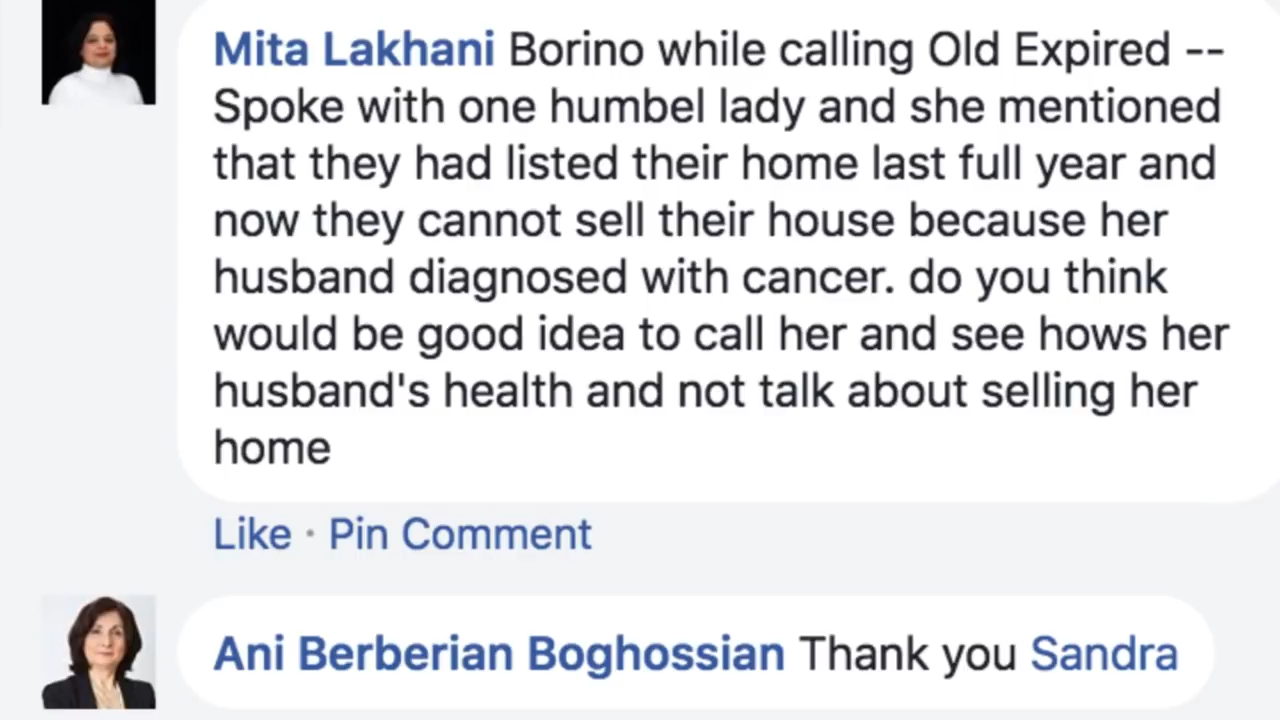 Mita Lakhani Borino while calling Old Expired --
Spoke with one humbel lady and she mentioned
that they had listed their home last full year and
now they cannot sell their house because her
husband diagnosed with cancer. do you think
would be good idea to call her and see hows her
husband's health and not talk about selling her
home
Like · Pin Comment
Ani Berberian Boghossian Thank you Sandra